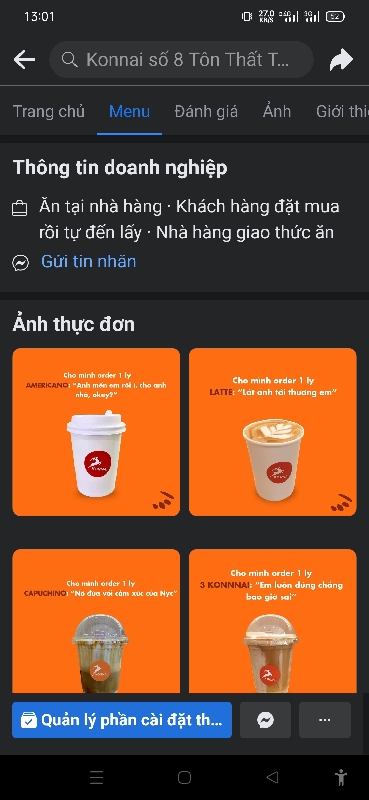 13:01
27.0
KB/S
52
Konnai số 8 Tôn Thất T...
Trang chủ
Menu
Đánh giá
Ảnh
Giới thi
Thông tin doanh nghiệp
Ăn tại nhà hàng · Khách hàng đặt mua
rồi tự đến lấy · Nhà hàng giao thức ăn
Gửi tin nhắn
Ảnh thực đơn
Cho mình order 1 ly
AMERICANO: "Anh mến em rồi í, cho anh
nha, okey?"
Cho mình order 1 ly
LATTE: "Lát anh tới thương em"
Cho mình order 1 ly
CAPUCHINO: "Nô đùa với cảm xúc của Nyc"
Cho mình order 1 ly
3 KONNNAI: "Em luôn đúng chẳng
bao giờ sai"
Quản lý phần cài đặt th...